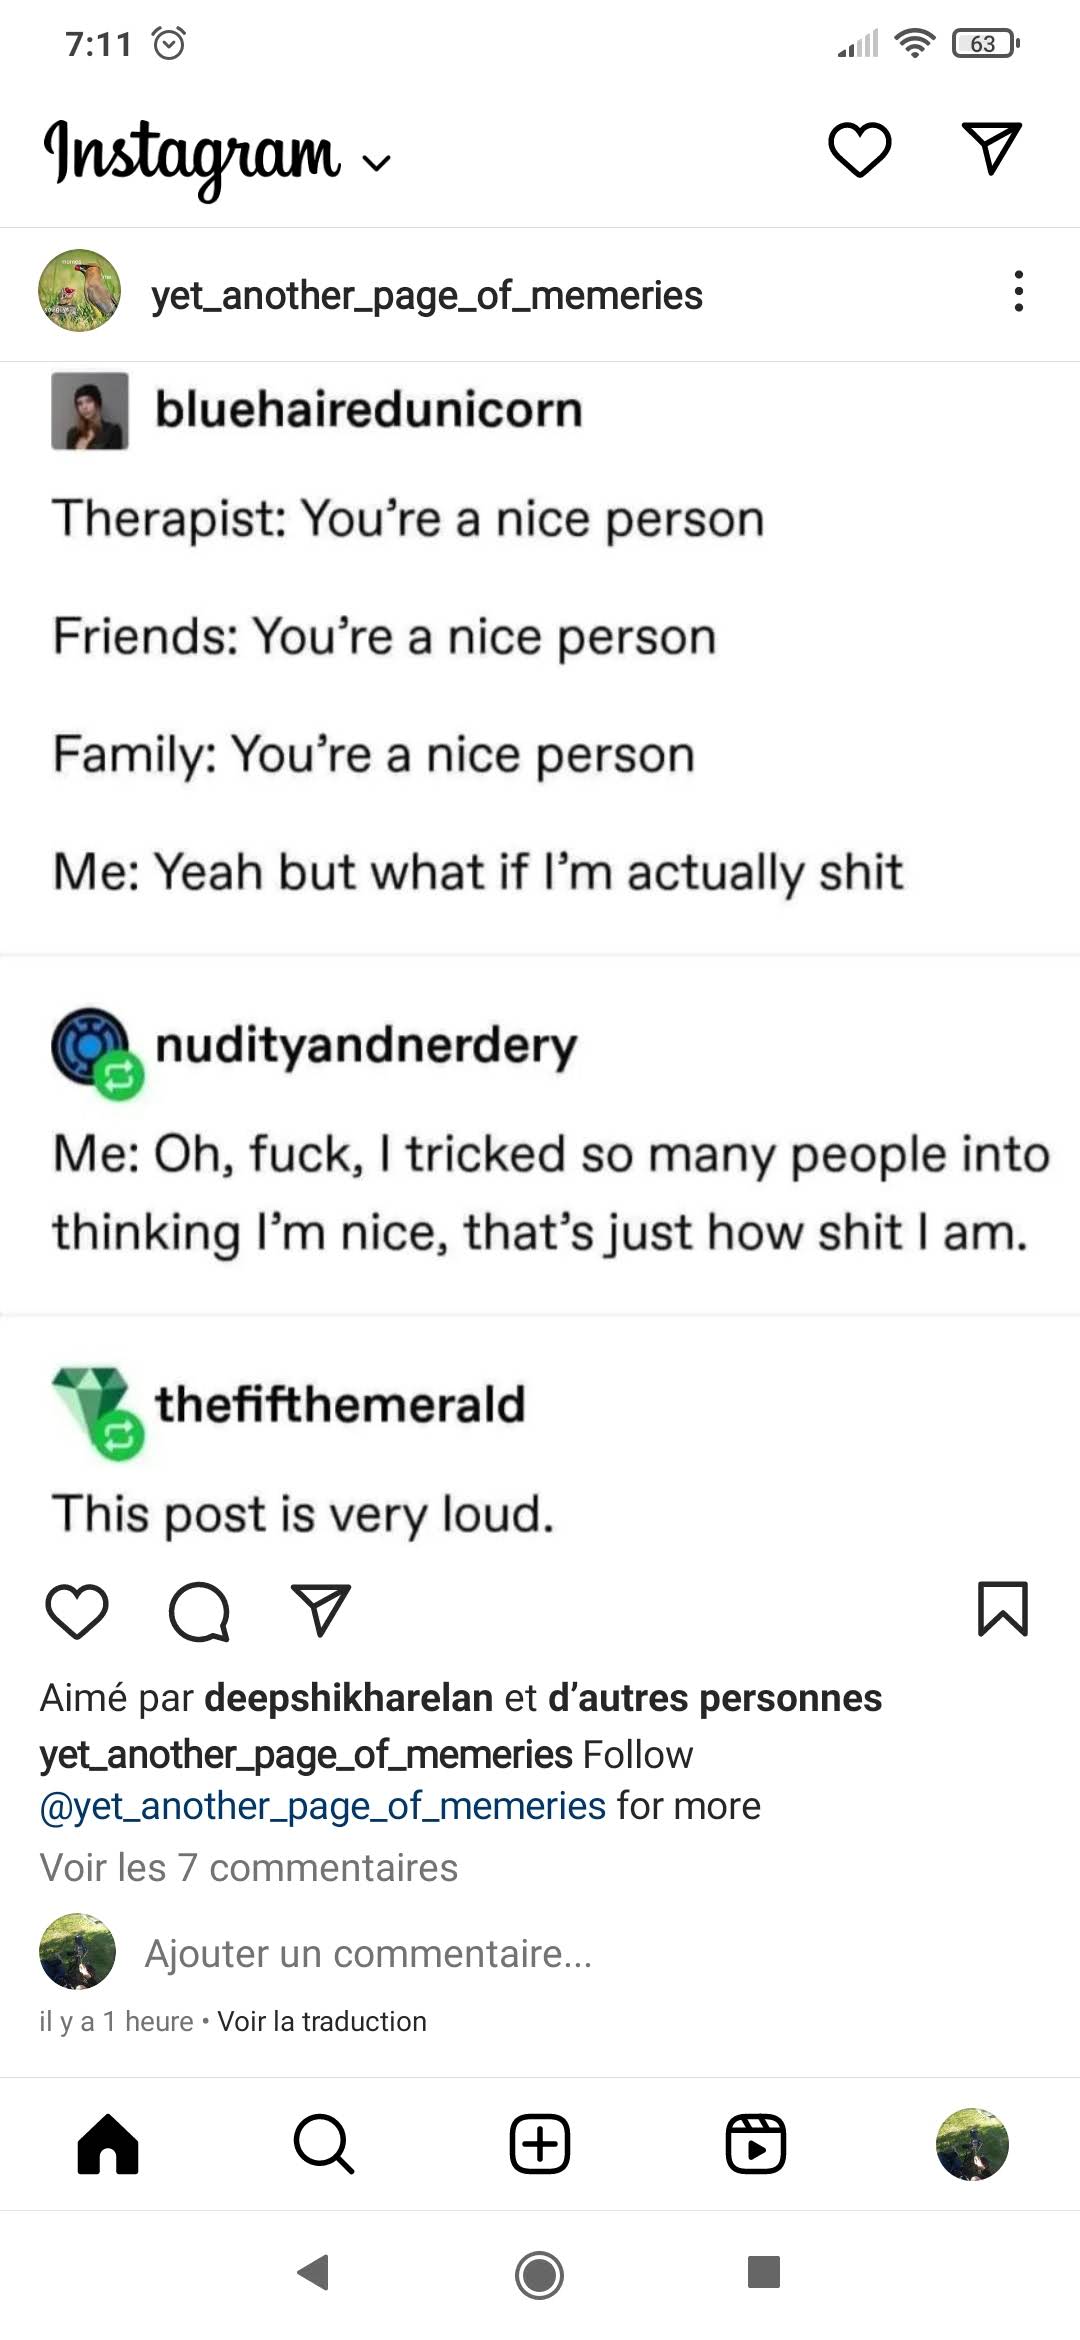 7:11
63
Instagram
yet_another_page_of_memeries
bluehairedunicorn
Therapist: You’re a nice person
Friends: You’re a nice person
Family: You’re a nice person
Me: Yeah but what if I’m actually shit
nudityandnerdery
Me: Oh, fuck, I tricked so many people into
thinking I’m nice, that’s just how shit I am.
thefifthemerald
This post is very loud.
Aimé par deepshikharelan et d’autres personnes
yet_another_page_of_memeries Follow
@yet_another_page_of_memeries for more
Voir les 7 commentaires
Ajouter un commentaire...
il y a 1 heure • Voir la traduction